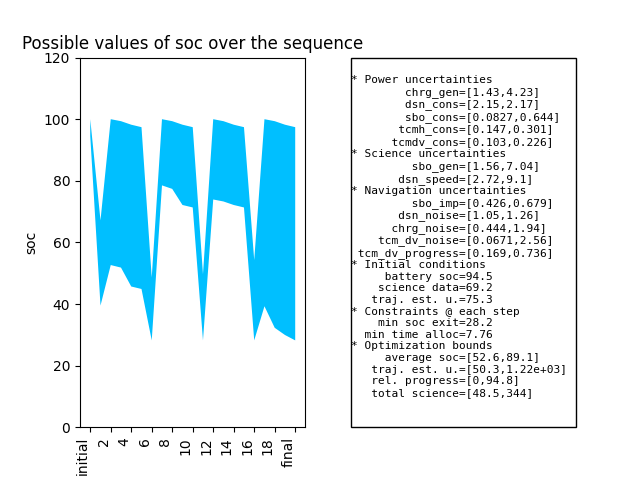 Possible values of soc over the sequence
120
100
80
60
40
20
0
soc
initial
2
4
6
8
10
12
14
16
18
final
* Power uncertainties
chrg_gen=[1.43,4.23]
dsn_cons=[2.15,2.17]
sbo_cons=[0.0827,0.644]
tcmh_cons=[0.147,0.301]
tcmdv_cons=[0.103,0.226]
* Science uncertainties
sbo_gen=[1.56,7.04]
dsn_speed=[2.72,9.1]
* Navigation uncertainties
sbo_imp=[0.426,0.679]
dsn_noise=[1.05,1.26]
chrg_noise=[0.444,1.94]
tcm_dv_noise=[0.0671,2.56]
tcm_dv_progress=[0.169,0.736]
* Initial conditions
battery soc=94.5
science data=69.2
traj. est. u.=75.3
* Constraints @ each step
min soc exit=28.2
min time alloc=7.76
* Optimization bounds
average soc=[52.6,89.1]
traj. est. u.=[50.3,1.22e+03]
rel. progress=[0,94.8]
total science=[48.5,344]